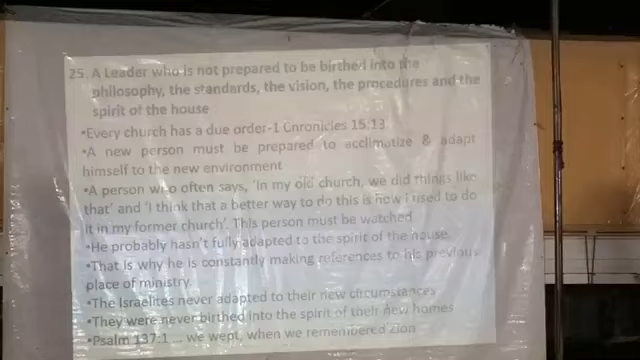 25. A Leader who is not prepared to be birthed into the
philosophy, the standards, the vision, the procedures and the
spirit of the house
•Every church has a due order-1 Chronicles 15:13
•A new person must be prepared to acclimatize & adapt
himself to the new environment
•A person who often says, 'In my old church, we did things like
that' and 'I think that a better way to do this is how i used to do
it in my former church'. This person must be watched
•He probably hasn't fully adapted to the spirit of the house
•That is why he is constantly making references to his previous
place of ministry.
•The Israelites never adapted to their new circumstances
•They were never birthed into the spirit of their new homes
•Psalm 137:1 ... we wept, when we remembered Zion